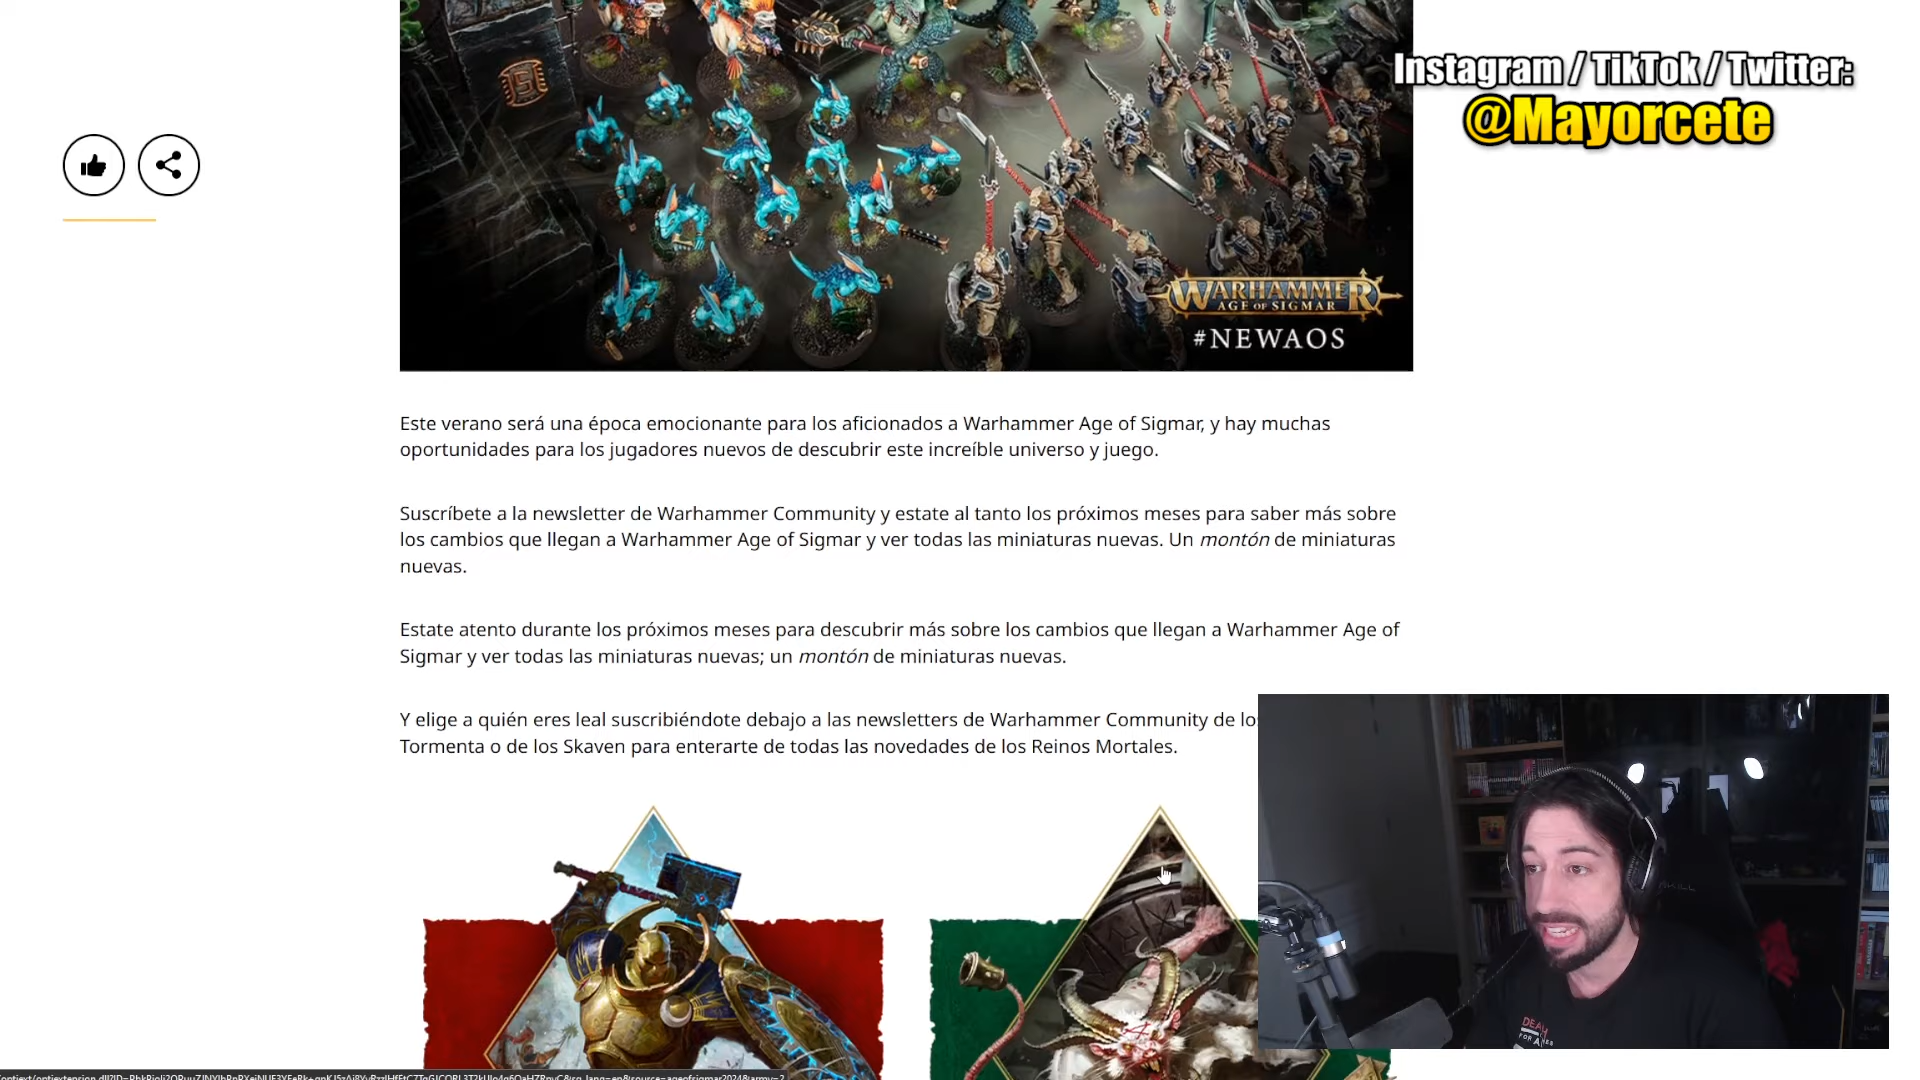 Instagram / TikTok / Twitter:
@Mayorcete
WARHAMMER
AGE OF SIGMAR
#NEWAOS
Este verano será una época emocionante para los aficionados a Warhammer Age of Sigmar, y hay muchas
oportunidades para los jugadores nuevos de descubrir este increíble universo y juego.
Suscríbete a la newsletter de Warhammer Community y estate al tanto los próximos meses para saber más sobre
los cambios que llegan a Warhammer Age of Sigmar y ver todas las miniaturas nuevas. Un montón de miniaturas
nuevas.
Estate atento durante los próximos meses para descubrir más sobre los cambios que llegan a Warhammer Age of
Sigmar y ver todas las miniaturas nuevas; un montón de miniaturas nuevas.
Y elige a quién eres leal suscribiéndote debajo a las newsletters de Warhammer Community de los
Tormenta o de los Skaven para enterarte de todas las novedades de los Reinos Mortales.